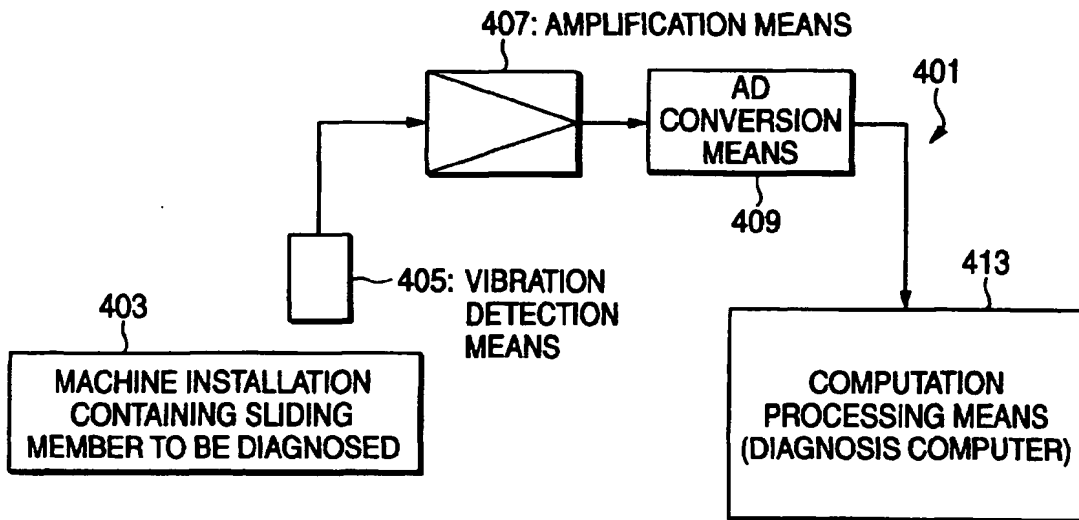 407: AMPLIFICATION MEANS
401
AD
CONVERSION
MEANS
409
405: VIBRATION
DETECTION
MEANS
413
403
MACHINE INSTALLATION
CONTAINING SLIDING
MEMBER TO BE DIAGNOSED
COMPUTATION
PROCESSING MEANS
(DIAGNOSIS COMPUTER)